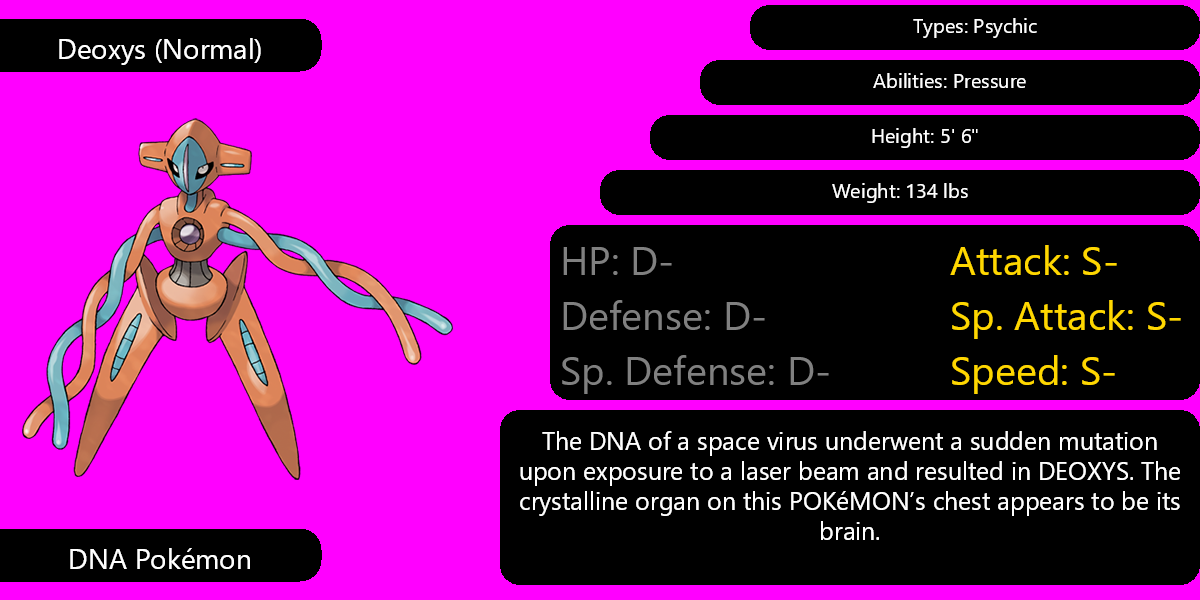 Deoxys (Normal)
DNA Pokémon
Types: Psychic
Abilities: Pressure
Height: 5' 6"
Weight: 134 lbs
HP: D-
Attack: S-
Defense: D-
Sp. Attack: S-
Sp. Defense: D-
Speed: S-
The DNA of a space virus underwent a sudden mutation
upon exposure to a laser beam and resulted in DEOXYS. The
crystalline organ on this POKéMON’s chest appears to be its
brain.